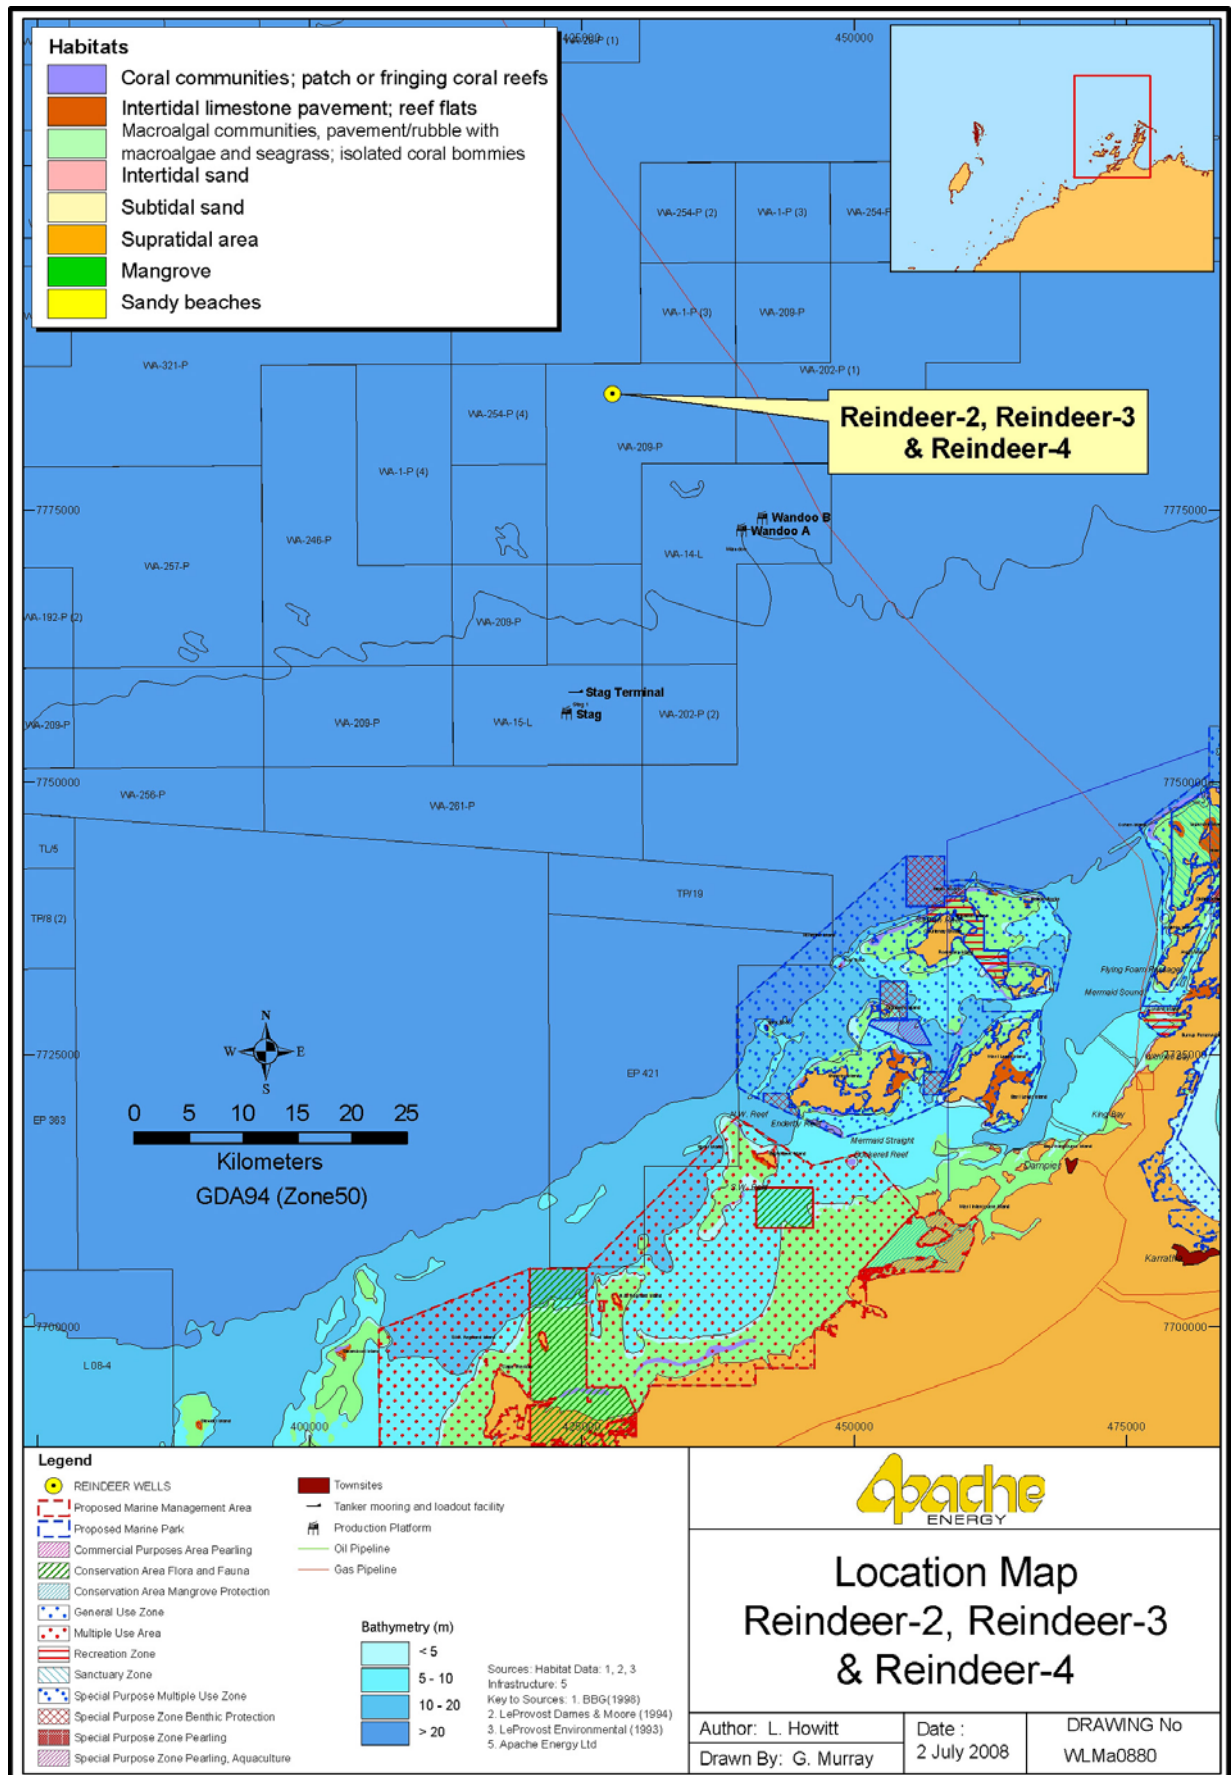 Habitats
Coral communities; patch or fringing coral reefs
Intertidal limestone pavement; reef flats
Macroalgal communities, pavement/rubble with
macroalgae and seagrass; isolated coral bommies
Intertidal sand
Subtidal sand
Supratidal area
Mangrove
Sandy beaches
450000
WA-254-P (2)
WA-1-P (3)
WA-254-P
WA-1-P (3)
WA-209-P
WA-321-P
WA-202-P (1)
WA-254-P (4)
Reindeer-2, Reindeer-3
& Reindeer-4
WA-209-P
WA-1-P (4)
7775000
7775000
Wandoo B
Wandoo A
WA-246-P
WA-14-L
WA-257-P
WA-192-P (2)
WA-209-P
Stag Terminal
Stag
WA-209-P
WA-209-P
WA-15-L
WA-202-P (2)
7750000
7750000
WA-256-P
WA-261-P
TL/5
TP/19
TP/8 (2)
Flying Foam Passage
Mermaid Sound
N
W
E
S
7725000
7725000
EP 421
EP 363
0 5 10 15 20 25
Kilometers
GDA94 (Zone50)
N.W. Reef
Enderby Reef
King Bay
Mermaid Straight
Dampier
S.W. Reef
Karratha
7700000
7700000
L 08-4
400000
425000
450000
475000
Legend
REINDEER WELLS
Proposed Marine Management Area
Proposed Marine Park
Commercial Purposes Area Pearling
Conservation Area Flora and Fauna
Conservation Area Mangrove Protection
General Use Zone
Multiple Use Area
Recreation Zone
Sanctuary Zone
Special Purpose Multiple Use Zone
Special Purpose Zone Benthic Protection
Special Purpose Zone Pearling
Special Purpose Zone Pearling, Aquaculture
Townsites
Tanker mooring and loadout facility
Production Platform
Oil Pipeline
Gas Pipeline
Bathymetry (m)
< 5
5 - 10
10 - 20
> 20
Sources: Habitat Data: 1, 2, 3
Infrastructure: 5
Key to Sources: 1. BBG(1998)
2. LeProvost Dames & Moore (1994)
3. LeProvost Environmental (1993)
5. Apache Energy Ltd
Apache
ENERGY
Location Map
Reindeer-2, Reindeer-3
& Reindeer-4
Author: L. Howitt
Drawn By: G. Murray
Date :
2 July 2008
DRAWING No
WLMa0880